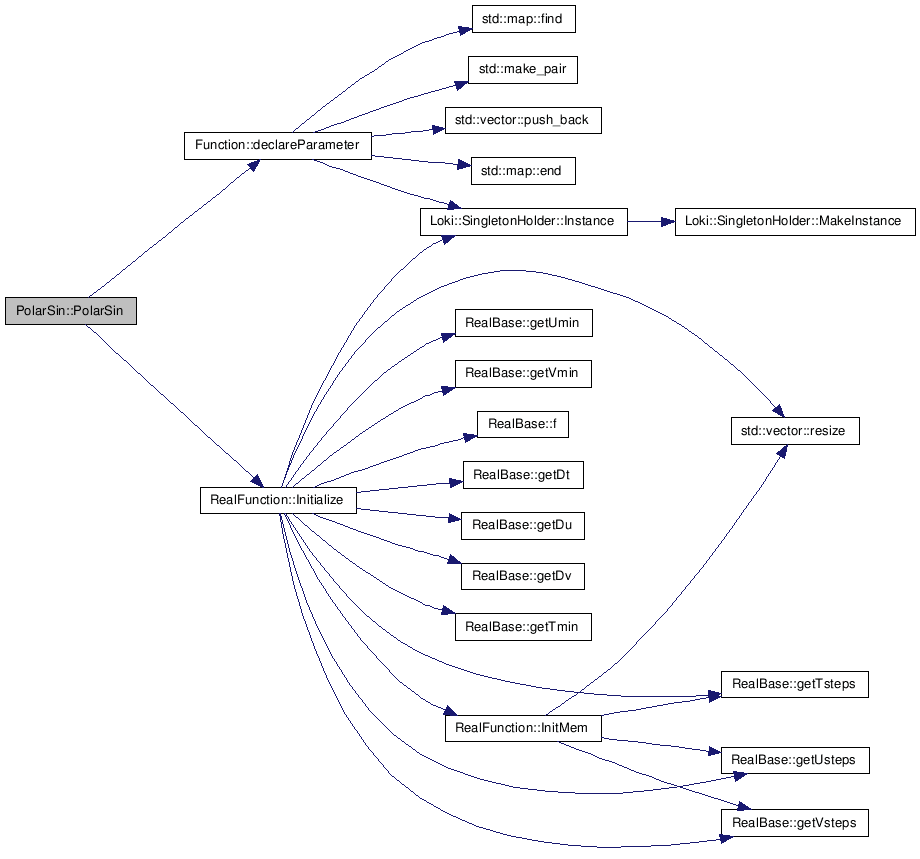 std::map::find
std::make_pair
std::vector::push_back
Function::declareParameter
std::map::end
Loki::SingletonHolder::Instance
Loki::SingletonHolder::MakeInstance
PolarSin::PolarSin
RealBase::getUmin
RealBase::getVmin
RealBase::f
std::vector::resize
RealBase::getDt
RealFunction::Initialize
RealBase::getDu
RealBase::getDv
RealBase::getTmin
RealBase::getTsteps
RealFunction::InitMem
RealBase::getUsteps
RealBase::getVsteps